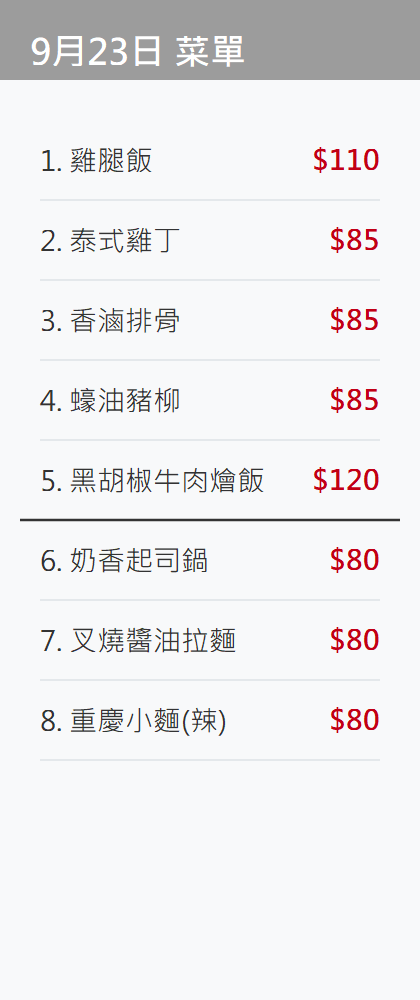 9月23日 菜單
1. 雞腿飯 $110
2. 泰式雞丁 $85
3. 香滷排骨 $85
4. 蠔油豬柳 $85
5. 黑胡椒牛肉燴飯 $120
6. 奶香起司鍋 $80
7. 叉燒醬油拉麵 $80
8. 重慶小麵(辣) $80